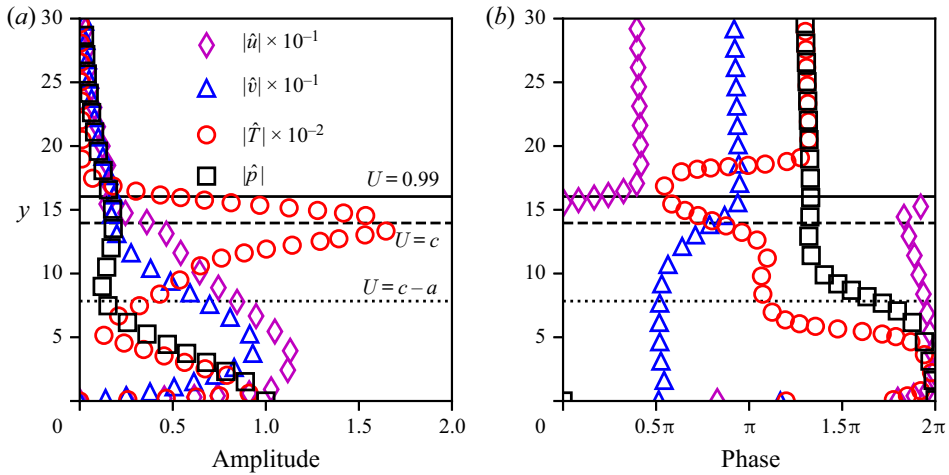 (a)
(b)
30
25
20
15
10
5
0
y
|û| × 10⁻¹
|v̂| × 10⁻¹
|T̂| × 10⁻²
|p̂|
U = 0.99
U = c
U = c – a
0.5
1.0
1.5
2.0
Amplitude
30
25
20
15
10
5
0
0.5π
π
1.5π
2π
Phase